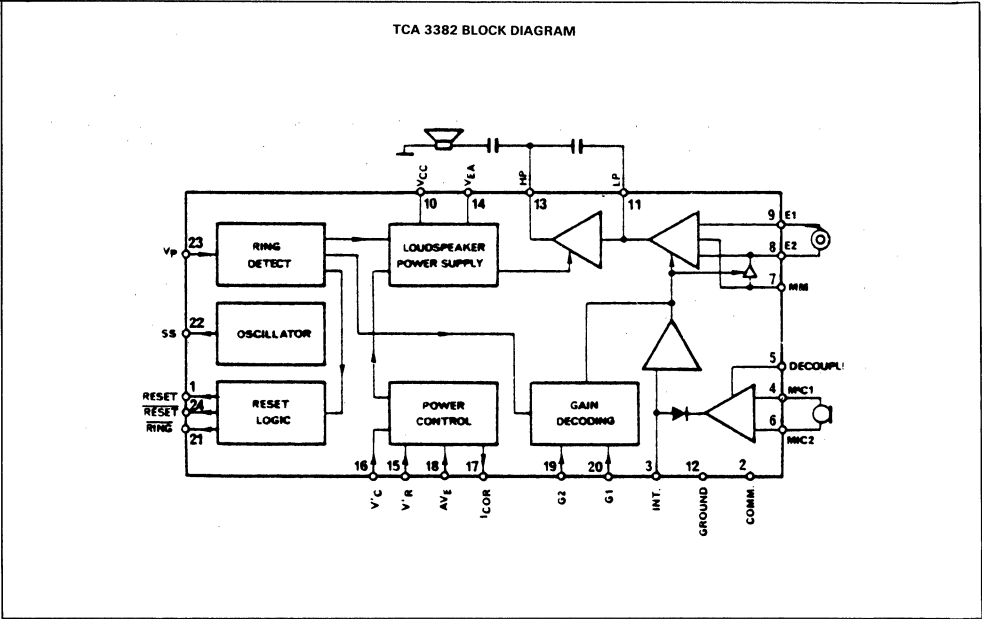 TCA 3382 BLOCK DIAGRAM
VCC
VEA
HP
LP
10
14
13
11
9
E1
23
RING
DETECT
LOUDSPEAKER
POWER SUPPLY
VP
8
E2
7
MM
22
SS
OSCILLATOR
5
DECOUPL
1
RESET
4
MIC1
24
RESET
RESET
LOGIC
POWER
CONTROL
GAIN
DECODING
RING
21
6
MIC2
16
15
18
17
19
20
3
12
2
V'C
V'R
AVE
ICOR
G2
G1
INT.
GROUND
COMM.